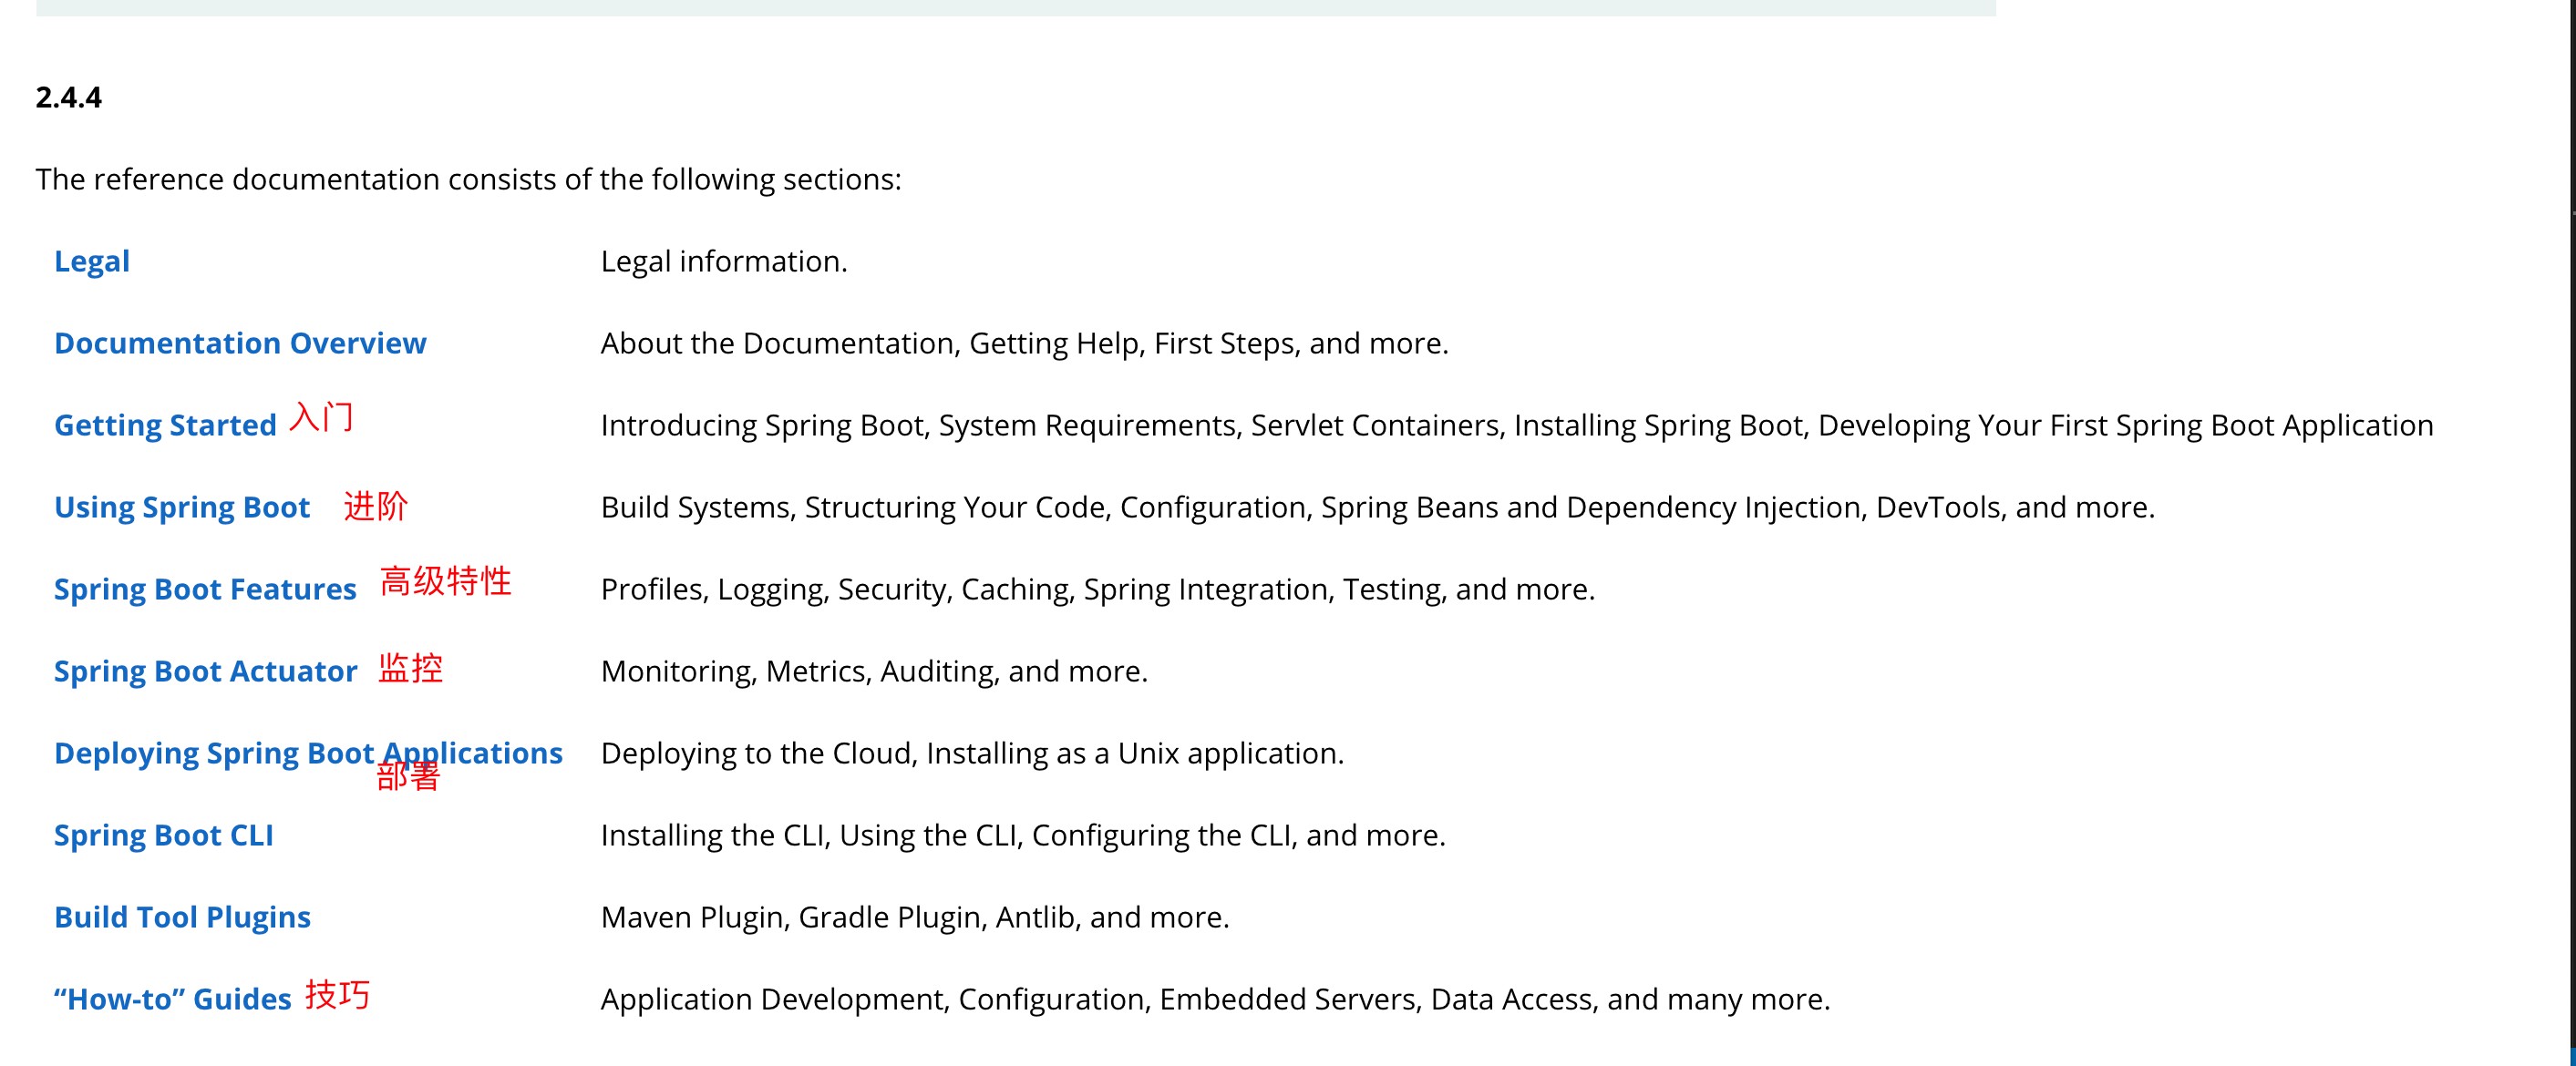 2.4.4
The reference documentation consists of the following sections:
Legal Legal information.
Documentation Overview About the Documentation, Getting Help, First Steps, and more.
Getting Started 入门 Introducing Spring Boot, System Requirements, Servlet Containers, Installing Spring Boot, Developing Your First Spring Boot Application
Using Spring Boot 进阶 Build Systems, Structuring Your Code, Configuration, Spring Beans and Dependency Injection, DevTools, and more.
Spring Boot Features 高级特性 Profiles, Logging, Security, Caching, Spring Integration, Testing, and more.
Spring Boot Actuator 监控 Monitoring, Metrics, Auditing, and more.
Deploying Spring Boot Applications Deploying to the Cloud, Installing as a Unix application.
部署
Spring Boot CLI Installing the CLI, Using the CLI, Configuring the CLI, and more.
Build Tool Plugins Maven Plugin, Gradle Plugin, Antlib, and more.
“How-to” Guides 技巧 Application Development, Configuration, Embedded Servers, Data Access, and many more.